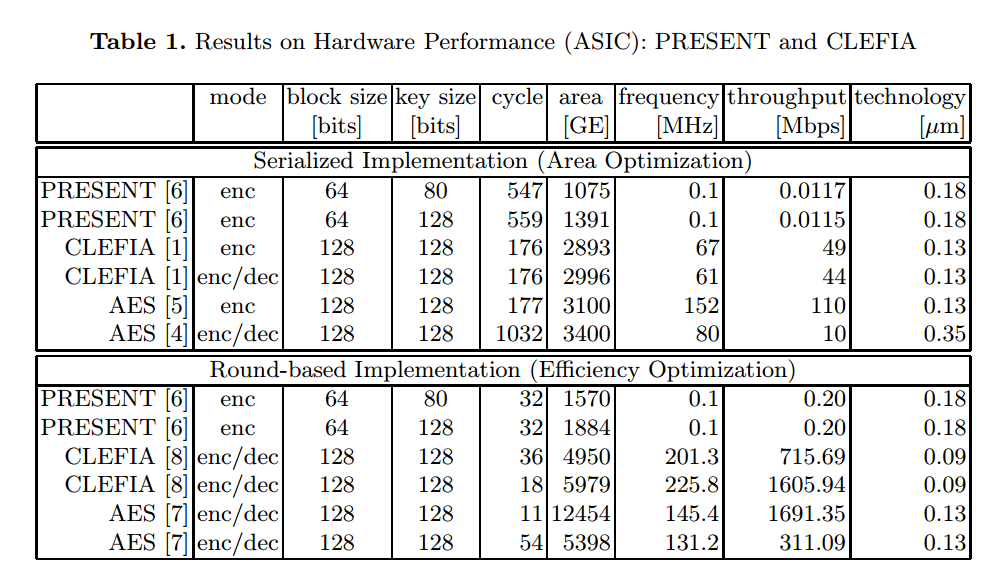 Table 1. Results on Hardware Performance (ASIC): PRESENT and CLEFIA
mode block size key size cycle area frequency throughput technology
[bits] [bits] [GE] [MHz] [Mbps] [μm]
Serialized Implementation (Area Optimization)
PRESENT [6] enc 64 80 547 1075 0.1 0.0117 0.18
PRESENT [6] enc 64 128 559 1391 0.1 0.0115 0.18
CLEFIA [1] enc 128 128 176 2893 67 49 0.13
CLEFIA [1] enc/dec 128 128 176 2996 61 44 0.13
AES [5] enc 128 128 177 3100 152 110 0.13
AES [4] enc/dec 128 128 1032 3400 80 10 0.35
Round-based Implementation (Efficiency Optimization)
PRESENT [6] enc 64 80 32 1570 0.1 0.20 0.18
PRESENT [6] enc 64 128 32 1884 0.1 0.20 0.18
CLEFIA [8] enc/dec 128 128 36 4950 201.3 715.69 0.09
CLEFIA [8] enc/dec 128 128 18 5979 225.8 1605.94 0.09
AES [7] enc/dec 128 128 11 12454 145.4 1691.35 0.13
AES [7] enc/dec 128 128 54 5398 131.2 311.09 0.13